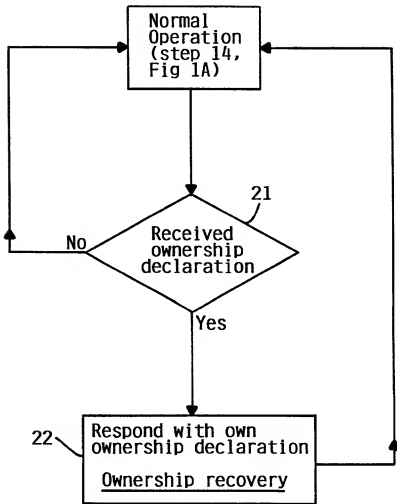 Normal
Operation
(step 14,
Fig 1A)
21
Received
ownership
declaration
No
Yes
22
Respond with own
ownership declaration
Ownership recovery